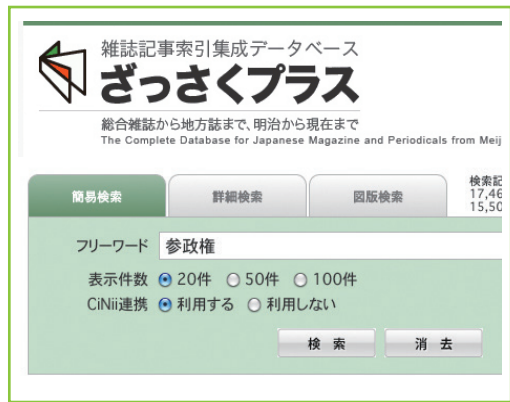 雑誌記事索引集成データベース
ざっさくプラス
総合雑誌から地方誌まで、明治から現在まで
The Complete Database for Japanese Magazine and Periodicals from Meij
簡易検索 詳細検索 図版検索
検索記
17,46
15,50
フリーワード 参政権
表示件数 20件 50件 100件
CiNii連携 利用する 利用しない
検 索 消 去